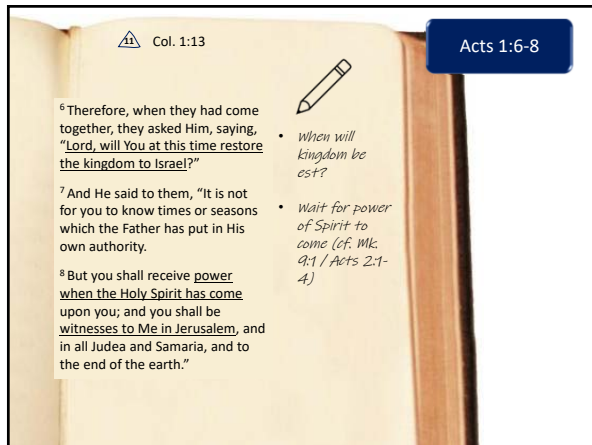 11 Col. 1:13
Acts 1:6-8
6 Therefore, when they had come
together, they asked Him, saying,
“Lord, will You at this time restore
the kingdom to Israel?”
7 And He said to them, “It is not
for you to know times or seasons
which the Father has put in His
own authority.
8 But you shall receive power
when the Holy Spirit has come
upon you; and you shall be
witnesses to Me in Jerusalem, and
in all Judea and Samaria, and to
the end of the earth.”
• When will
kingdom be
est?
• Wait for power
of Spirit to
come (cf. Mk.
9:1 / Acts 2:1-
4)